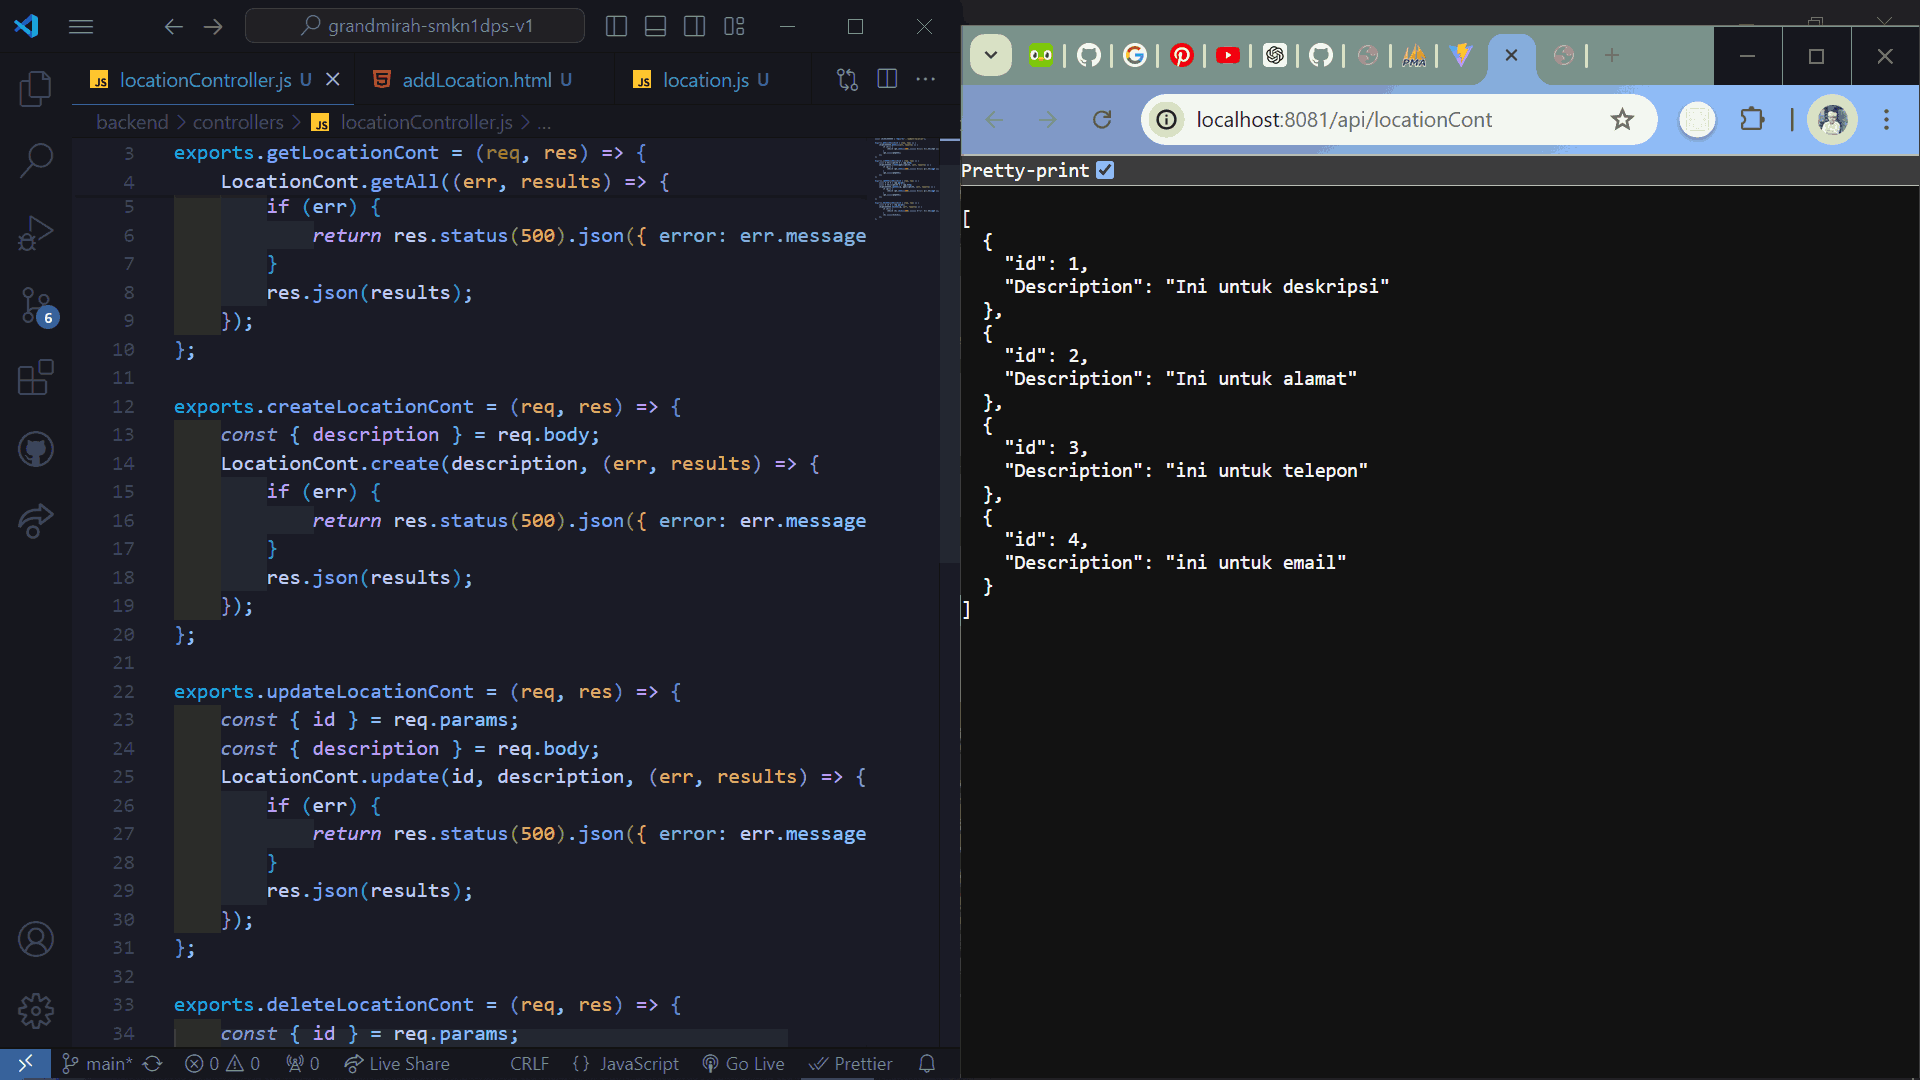 grandmirah-smkn1dps-v1
JS locationController.js U
addLocation.html U
JS location.js U
backend > controllers > JS locationController.js > ...
3 exports.getLocationCont = (req, res) => {
4 LocationCont.getAll((err, results) => {
5 if (err) {
6 return res.status(500).json({ error: err.message
7 }
8 res.json(results);
9 });
10 };
11
12 exports.createLocationCont = (req, res) => {
13 const { description } = req.body;
14 LocationCont.create(description, (err, results) => {
15 if (err) {
16 return res.status(500).json({ error: err.message
17 }
18 res.json(results);
19 });
20 };
21
22 exports.updateLocationCont = (req, res) => {
23 const { id } = req.params;
24 const { description } = req.body;
25 LocationCont.update(id, description, (err, results) => {
26 if (err) {
27 return res.status(500).json({ error: err.message
28 }
29 res.json(results);
30 });
31 };
32
33 exports.deleteLocationCont = (req, res) => {
34 const { id } = req.params;
6
main* 0 0 0 Live Share CRLF {} JavaScript Go Live Prettier
PMA
localhost:8081/api/locationCont
Pretty-print
[
{
"id": 1,
"Description": "Ini untuk deskripsi"
},
{
"id": 2,
"Description": "Ini untuk alamat"
},
{
"id": 3,
"Description": "ini untuk telepon"
},
{
"id": 4,
"Description": "ini untuk email"
}
]